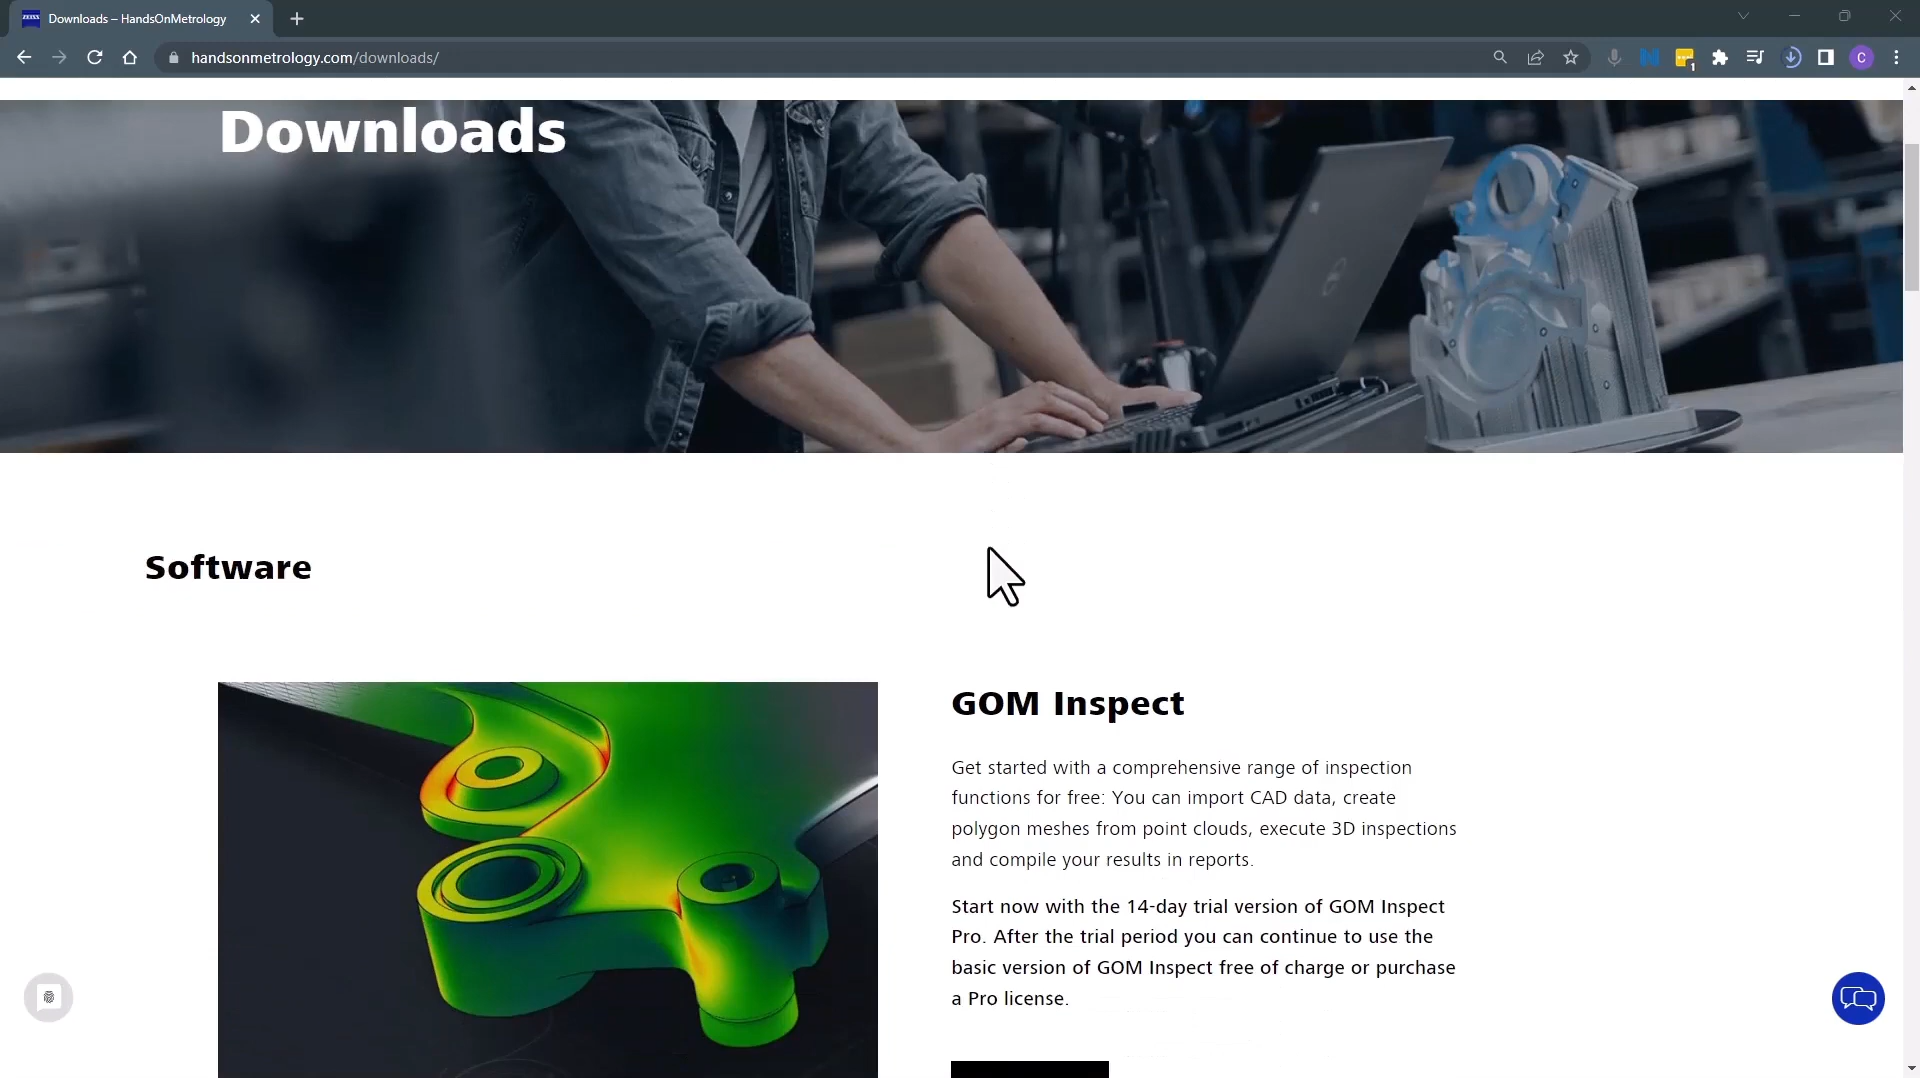 ZEISS
Downloads – HandsOnMetrology
handsonmetrology.com/downloads/
1
C
Downloads
Software
GOM Inspect
Get started with a comprehensive range of inspection
functions for free: You can import CAD data, create
polygon meshes from point clouds, execute 3D inspections
and compile your results in reports.
Start now with the 14-day trial version of GOM Inspect
Pro. After the trial period you can continue to use the
basic version of GOM Inspect free of charge or purchase
a Pro license.